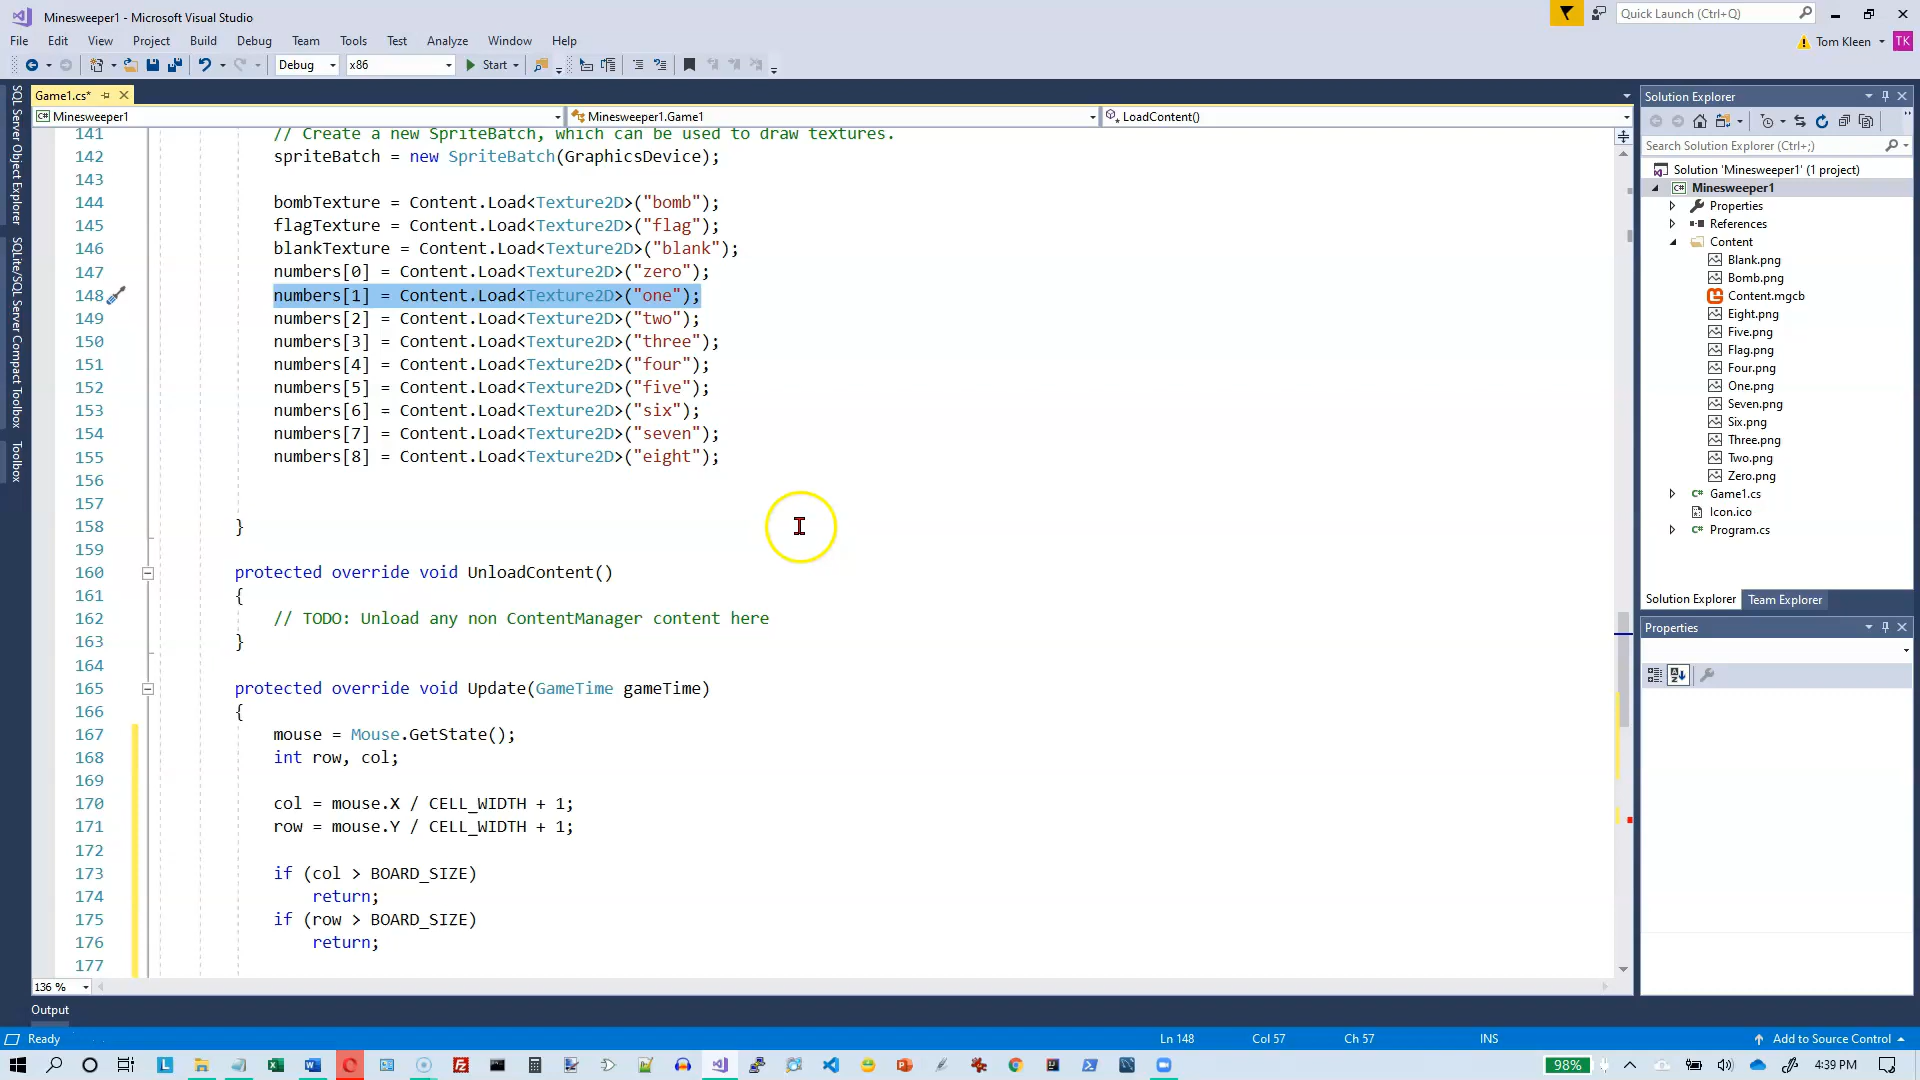 Minesweeper1 - Microsoft Visual Studio
Quick Launch (Ctrl+Q)
File Edit View Project Build Debug Team Tools Test Analyze Window Help
Tom Kleen TK
Debug x86 Start
SQL Server Object Explorer
SQLite/SQL Server Compact Toolbox
Toolbox
Game1.cs*
Minesweeper1 Minesweeper1.Game1 LoadContent()
141 // Create a new SpriteBatch, which can be used to draw textures.
142 spriteBatch = new SpriteBatch(GraphicsDevice);
143
144 bombTexture = Content.Load<Texture2D>("bomb");
145 flagTexture = Content.Load<Texture2D>("flag");
146 blankTexture = Content.Load<Texture2D>("blank");
147 numbers[0] = Content.Load<Texture2D>("zero");
148 numbers[1] = Content.Load<Texture2D>("one");
149 numbers[2] = Content.Load<Texture2D>("two");
150 numbers[3] = Content.Load<Texture2D>("three");
151 numbers[4] = Content.Load<Texture2D>("four");
152 numbers[5] = Content.Load<Texture2D>("five");
153 numbers[6] = Content.Load<Texture2D>("six");
154 numbers[7] = Content.Load<Texture2D>("seven");
155 numbers[8] = Content.Load<Texture2D>("eight");
156
157
158 }
159
160 protected override void UnloadContent()
161 {
162 // TODO: Unload any non ContentManager content here
163 }
164
165 protected override void Update(GameTime gameTime)
166 {
167 mouse = Mouse.GetState();
168 int row, col;
169
170 col = mouse.X / CELL_WIDTH + 1;
171 row = mouse.Y / CELL_WIDTH + 1;
172
173 if (col > BOARD_SIZE)
174 return;
175 if (row > BOARD_SIZE)
176 return;
177
136 %
Output
Solution Explorer
Search Solution Explorer (Ctrl+;)
Solution 'Minesweeper1' (1 project)
Minesweeper1
Properties
References
Content
Blank.png
Bomb.png
Content.mgcb
Eight.png
Five.png
Flag.png
Four.png
One.png
Seven.png
Six.png
Three.png
Two.png
Zero.png
Game1.cs
Icon.ico
Program.cs
Solution Explorer Team Explorer
Properties
Ready Ln 148 Col 57 Ch 57 INS Add to Source Control
98% 4:39 PM